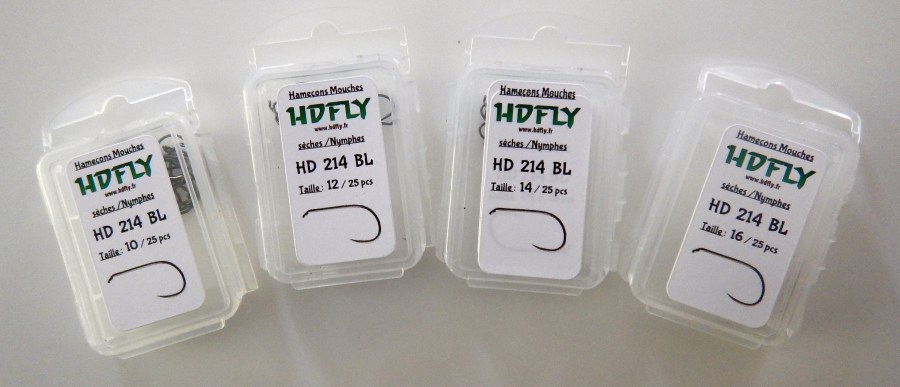 Hamecons Mouches
HDFLY
www.hdfly.fr
sèches /Nymphes
HD 214 BL
Taille : 10 / 25 pcs
Hamecons Mouches
HDFLY
www.hdfly.fr
sèches /Nymphes
HD 214 BL
Taille : 12 / 25 pcs
Hamecons Mouches
HDFLY
www.hdfly.fr
sèches /Nymphes
HD 214 BL
Taille : 14 / 25 pcs
Hamecons Mouches
HDFLY
www.hdfly.fr
sèches /Nymphes
HD 214 BL
Taille : 16 / 25 pcs